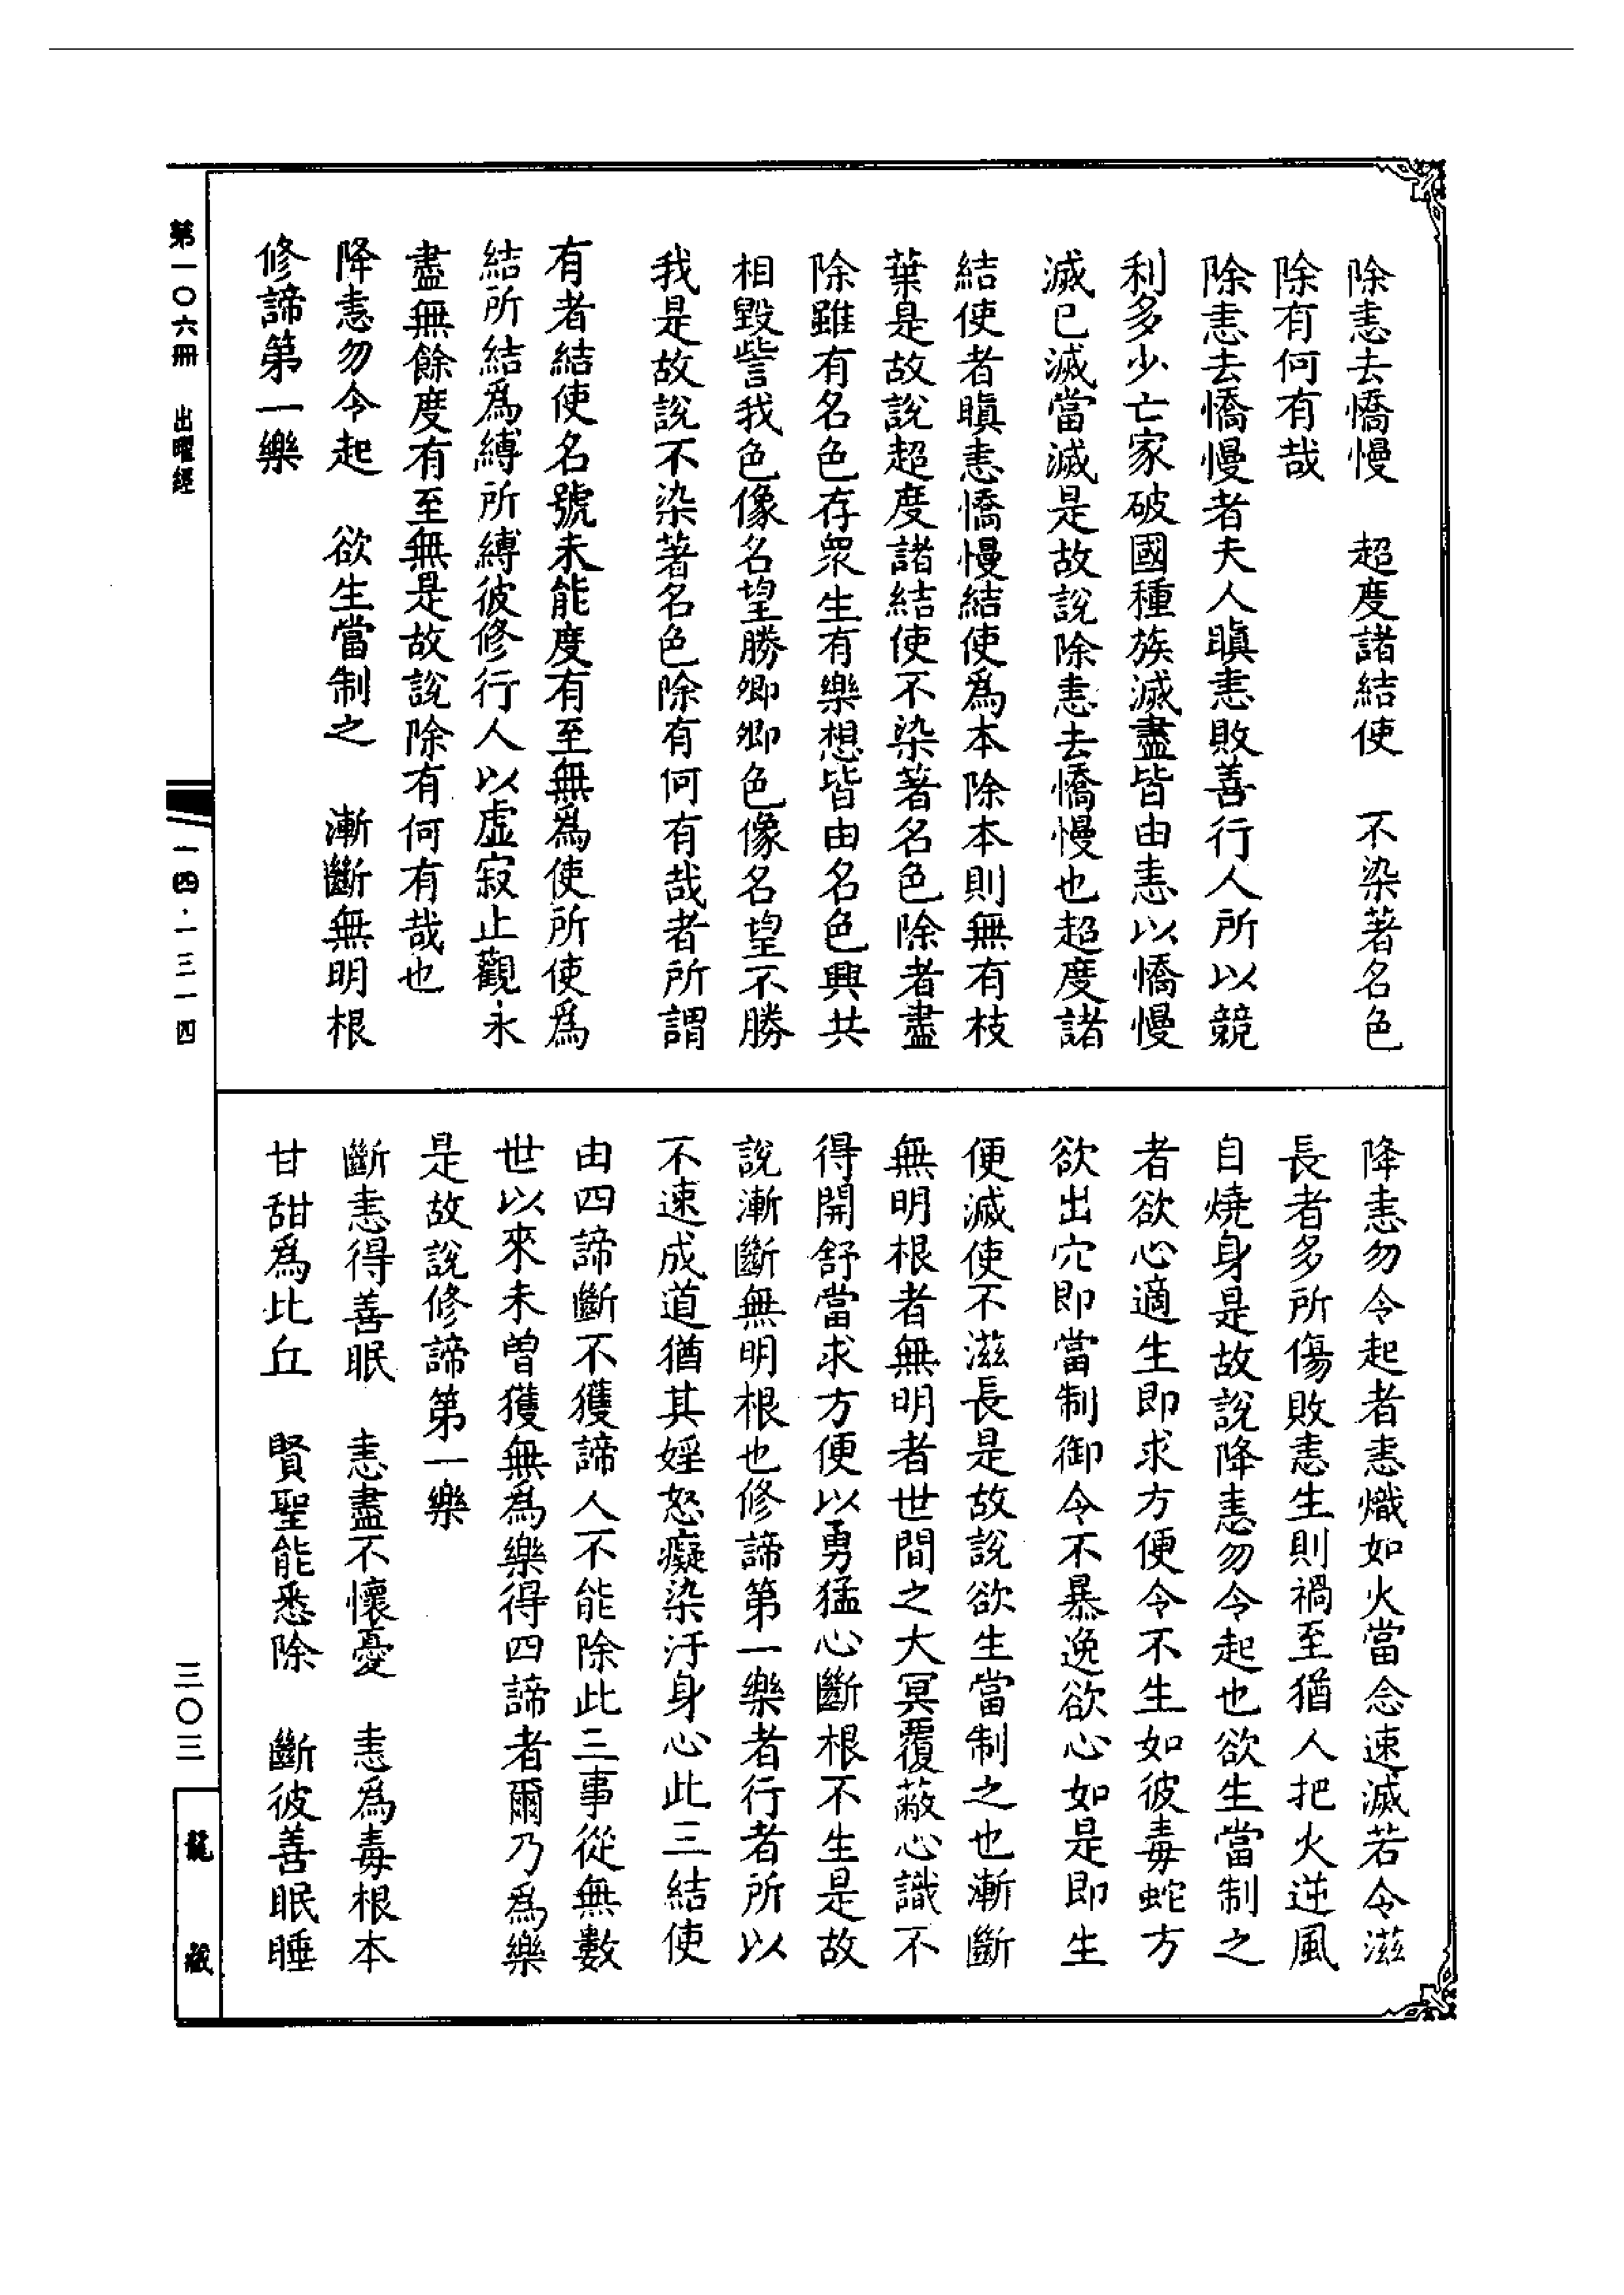 除恚去憍慢　超度諸結使　不染著名色
除有何有哉
除恚去憍慢者夫人瞋恚敗善行人所以競
利多少亡家破國種族滅盡皆由恚以憍慢
滅已滅當滅是故說除恚去憍慢也超度諸
結使者瞋恚憍慢結使為本除本則無有枝
葉是故說超度諸結使不染著名色除者盡
除雖有名色存眾生有樂想皆由名色興共
相毀訾我色像名望勝卿卿色像名望不勝
我是故說不染著名色除有何有哉者所謂
有者結使名號未能度有至無為使所使為
結所結為縛所縛彼修行人以虛寂止觀永
盡無餘度有至無是故說除有何有哉也
降恚勿令起　欲生當制之　漸斷無明根
修諦第一樂
降恚勿令起者恚熾如火當念速滅若令滋
長者多所傷敗恚生則禍至猶人把火逆風
自燒身是故說降恚勿令起也欲生當制之
者欲心適生即求方便令不生如彼毒蛇方
欲出穴即當制御令不暴逸欲心如是即生
便滅使不滋長是故說欲生當制之也漸斷
無明根者無明者世間之大冥覆蔽心識不
得開舒當求方便以勇猛心斷根不生是故
說漸斷無明根也修諦第一樂者行者所以
不速成道猶其婬怒癡染汙身心此三結使
由四諦斷不獲諦人不能除此三事從無數
世以來未曾獲無為樂得四諦者爾乃為樂
是故說修諦第一樂
斷恚得善眠　恚盡不懷憂　恚為毒根本
甘甜為比丘　賢聖能悉除　斷彼善眠睡
第一〇六冊　出曜經
一四·一三一四
三〇三
龍　藏